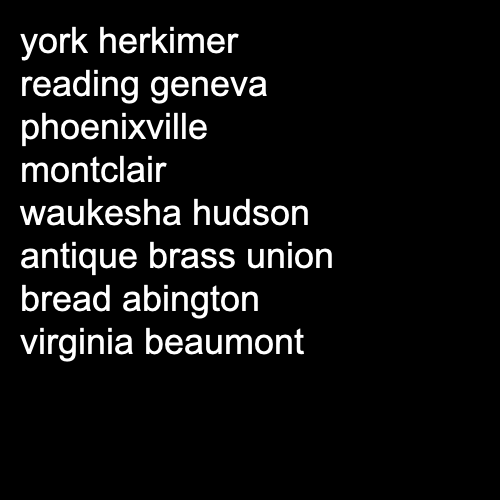 york herkimer
reading geneva
phoenixville
montclair
waukesha hudson
antique brass union
bread abington
virginia beaumont